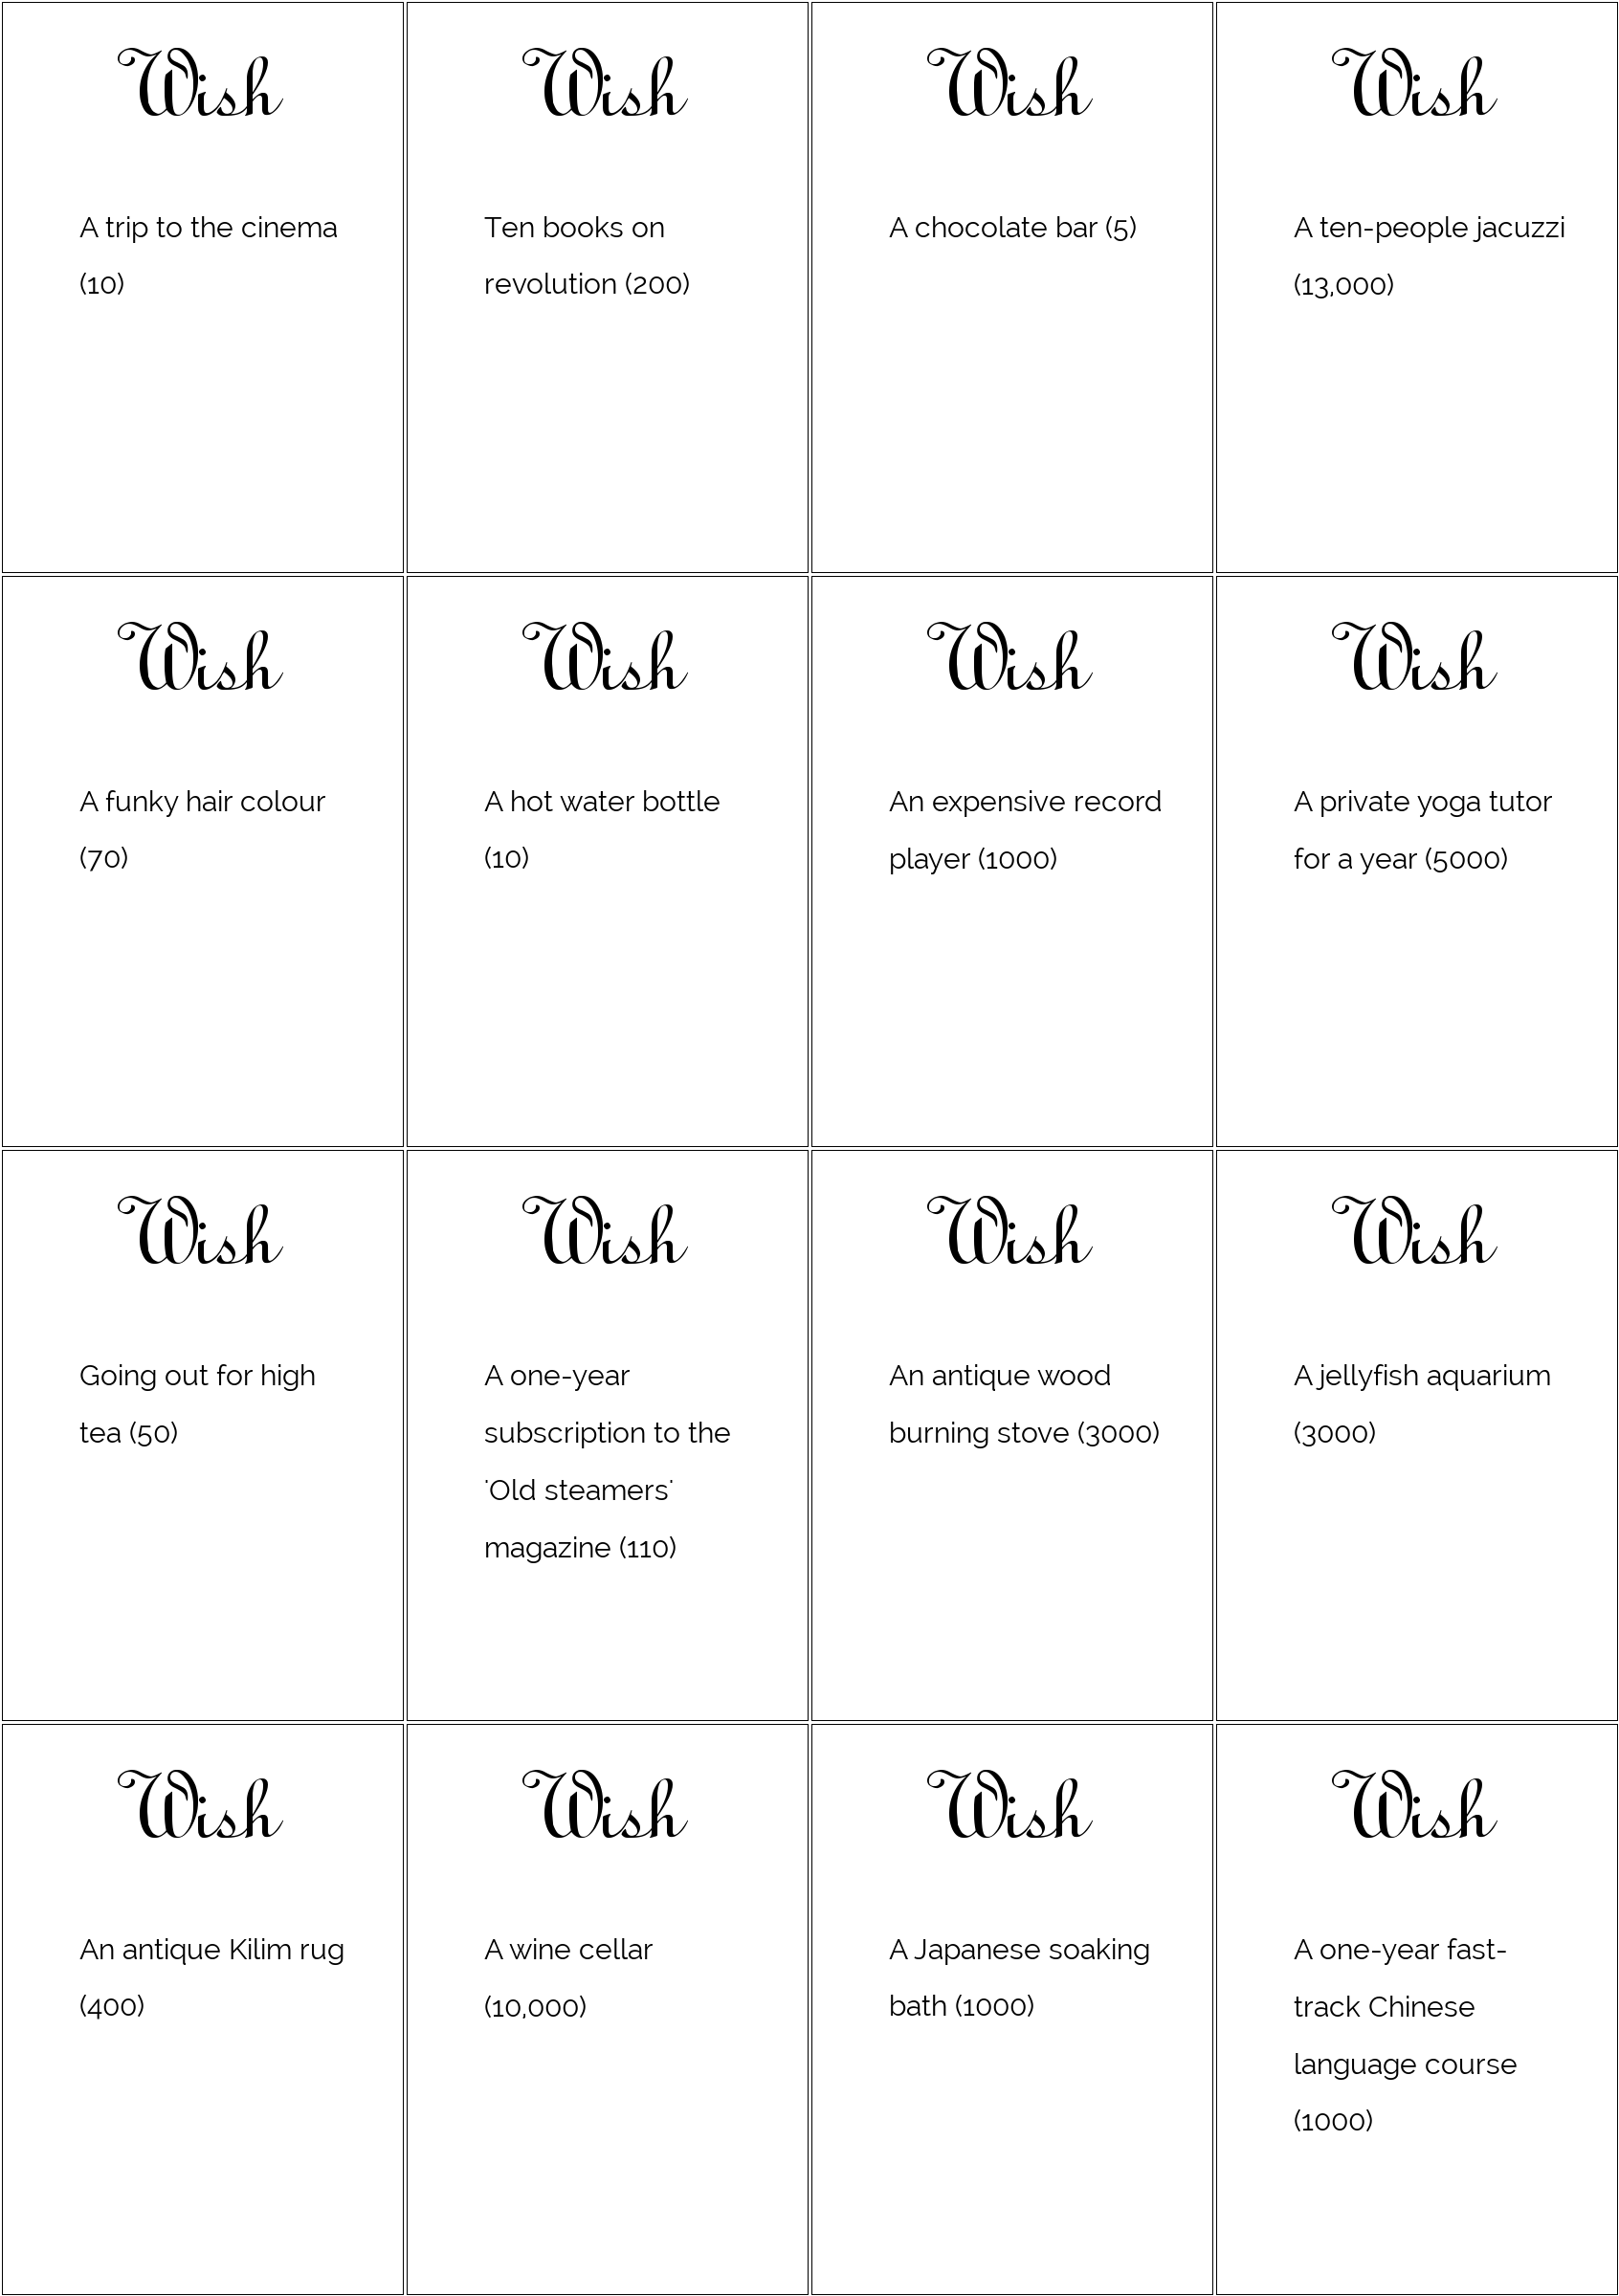 Wish
A trip to the cinema
(10)
Wish
Ten books on
revolution (200)
Wish
A chocolate bar (5)
Wish
A ten-people jacuzzi
(13,000)
Wish
A funky hair colour
(70)
Wish
A hot water bottle
(10)
Wish
An expensive record
player (1000)
Wish
A private yoga tutor
for a year (5000)
Wish
Going out for high
tea (50)
Wish
A one-year
subscription to the
'Old steamers'
magazine (110)
Wish
An antique wood
burning stove (3000)
Wish
A jellyfish aquarium
(3000)
Wish
An antique Kilim rug
(400)
Wish
A wine cellar
(10,000)
Wish
A Japanese soaking
bath (1000)
Wish
A one-year fast-
track Chinese
language course
(1000)